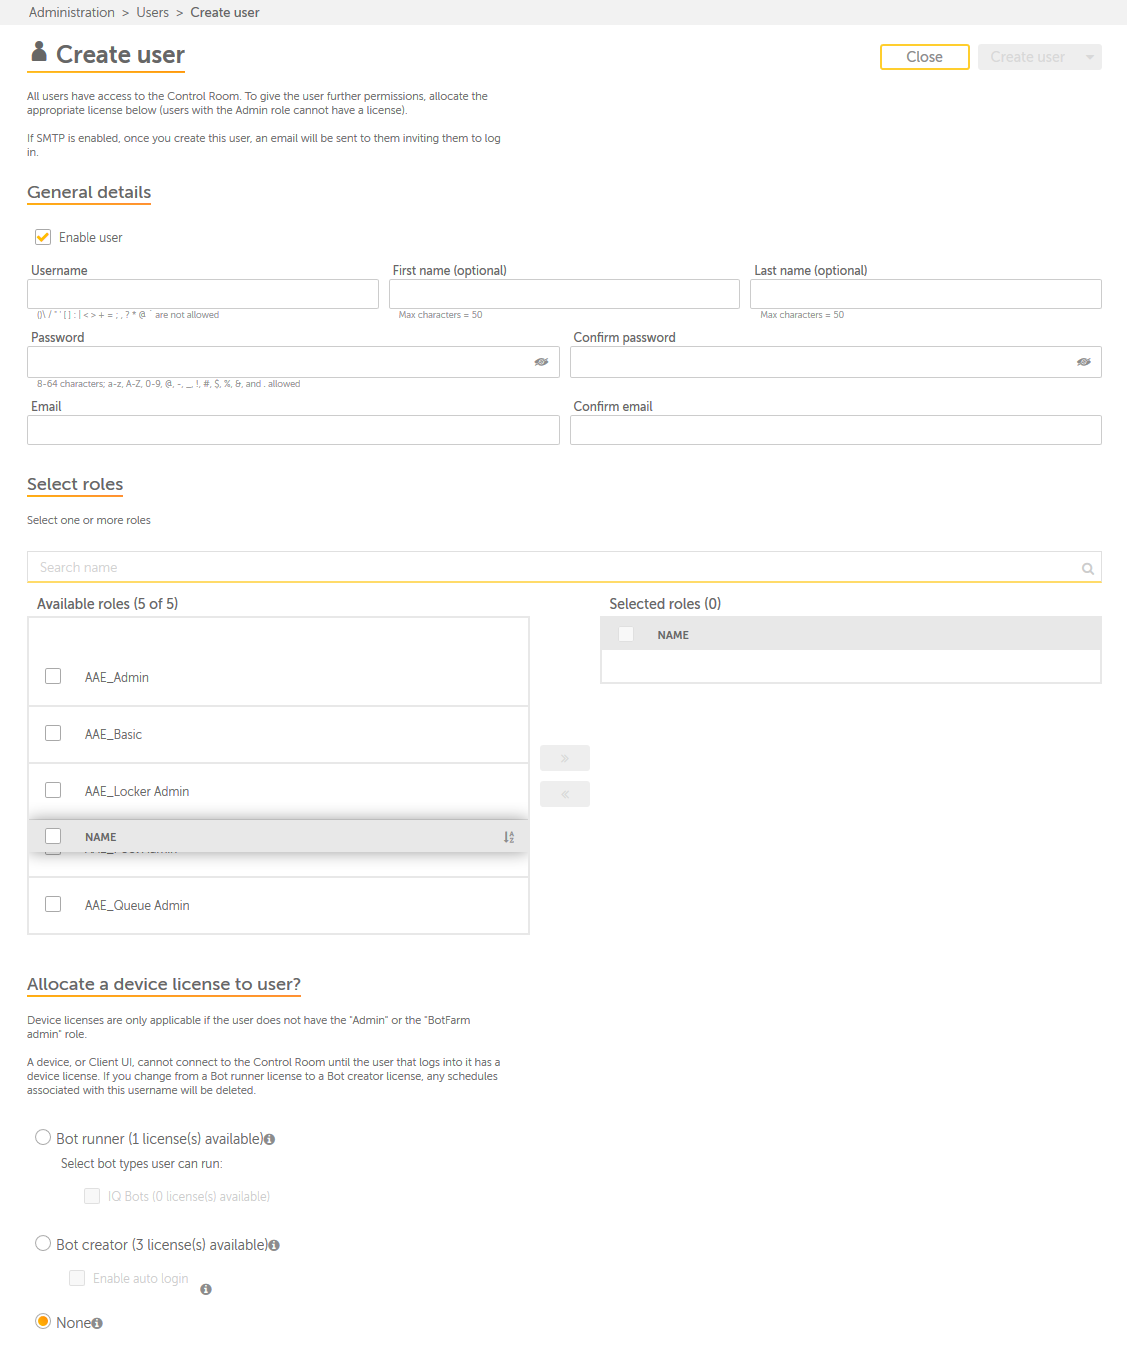 Administration > Users > Create user
Create user
Close
Create user
All users have access to the Control Room. To give the user further permissions, allocate the
appropriate license below (users with the Admin role cannot have a license).
If SMTP is enabled, once you create this user, an email will be sent to them inviting them to log
in.
General details
Enable user
Username
First name (optional)
Last name (optional)
()\ / " ' [ ] : | < > + = ; , ? * @ ` are not allowed
Max characters = 50
Max characters = 50
Password
Confirm password
8-64 characters; a-z, A-Z, 0-9, @, -, _, !, #, $, %, &, and . allowed
Email
Confirm email
Select roles
Select one or more roles
Search name
Available roles (5 of 5)
Selected roles (0)
NAME
AAE_Admin
AAE_Basic
AAE_Locker Admin
NAME
AAE_Queue Admin
Allocate a device license to user?
Device licenses are only applicable if the user does not have the "Admin" or the "BotFarm
admin" role.
A device, or Client UI, cannot connect to the Control Room until the user that logs into it has a
device license. If you change from a Bot runner license to a Bot creator license, any schedules
associated with this username will be deleted.
Bot runner (1 license(s) available)
Select bot types user can run:
IQ Bots (0 license(s) available)
Bot creator (3 license(s) available)
Enable auto login
None